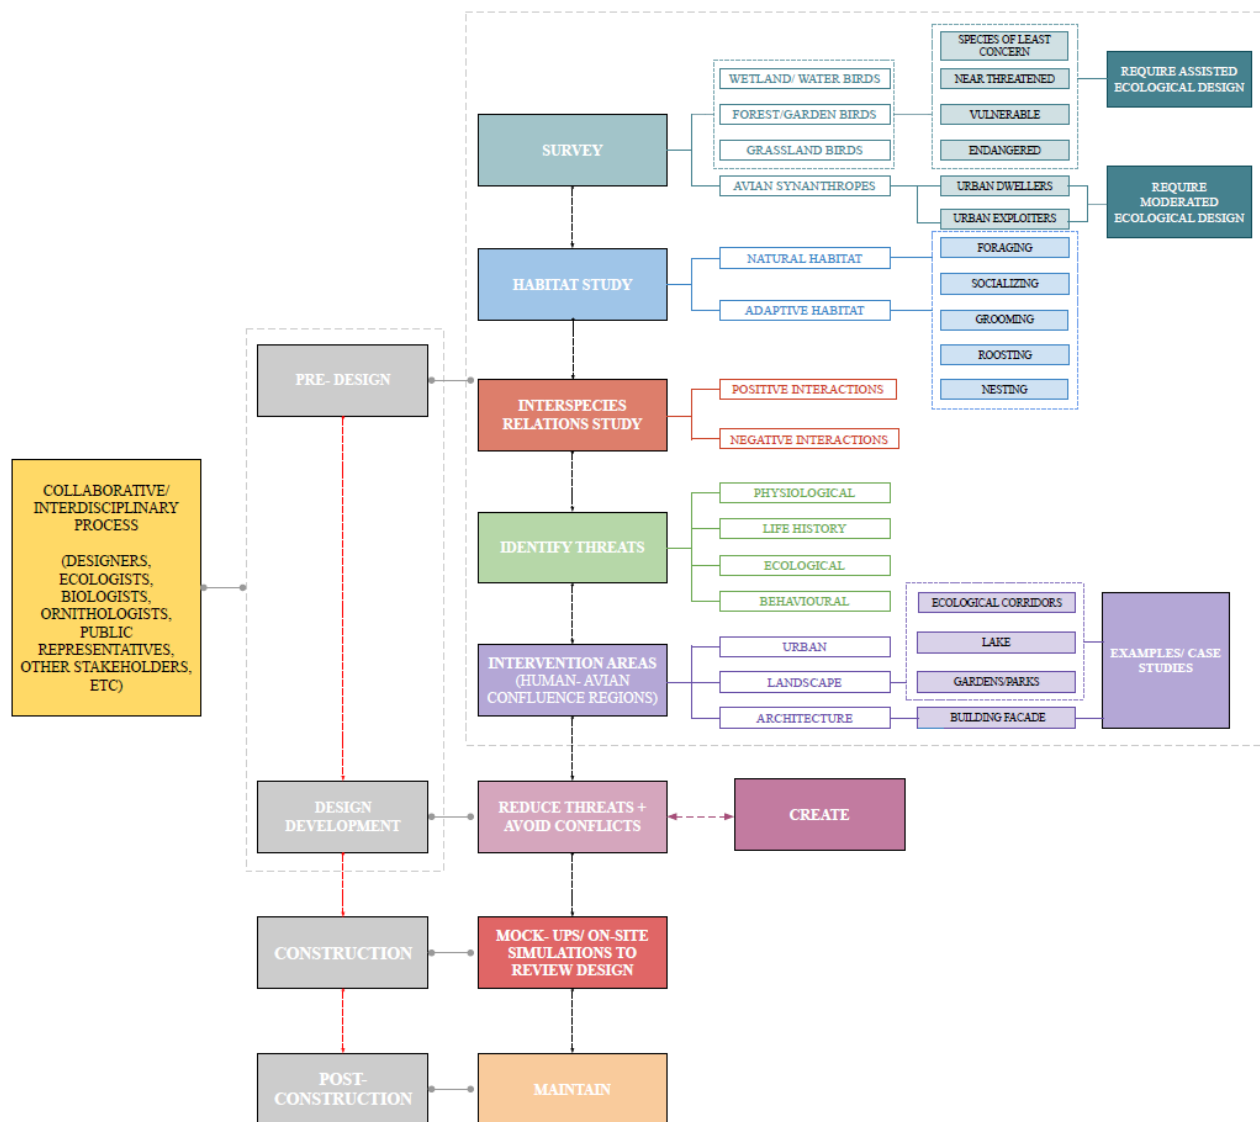 COLLABORATIVE/
INTERDISCIPLINARY
PROCESS
(DESIGNERS,
ECOLOGISTS,
BIOLOGISTS,
ORNITHOLOGISTS,
PUBLIC
REPRESENTATIVES,
OTHER STAKEHOLDERS,
ETC)
PRE- DESIGN
DESIGN
DEVELOPMENT
CONSTRUCTION
POST-
CONSTRUCTION
SURVEY
WETLAND/ WATER BIRDS
FOREST/GARDEN BIRDS
GRASSLAND BIRDS
AVIAN SYNANTHROPES
SPECIES OF LEAST
CONCERN
NEAR THREATENED
VULNERABLE
ENDANGERED
URBAN DWELLERS
URBAN EXPLOITERS
REQUIRE ASSISTED
ECOLOGICAL DESIGN
REQUIRE
MODERATED
ECOLOGICAL DESIGN
HABITAT STUDY
NATURAL HABITAT
ADAPTIVE HABITAT
FORAGING
SOCIALIZING
GROOMING
ROOSTING
NESTING
INTERSPECIES
RELATIONS STUDY
POSITIVE INTERACTIONS
NEGATIVE INTERACTIONS
IDENTIFY THREATS
PHYSIOLOGICAL
LIFE HISTORY
ECOLOGICAL
BEHAVIOURAL
INTERVENTION AREAS
(HUMAN- AVIAN
CONFLUENCE REGIONS)
URBAN
LANDSCAPE
ARCHITECTURE
ECOLOGICAL CORRIDORS
LAKE
GARDENS/PARKS
BUILDING FACADE
EXAMPLES/ CASE
STUDIES
REDUCE THREATS +
AVOID CONFLICTS
CREATE
MOCK- UPS/ ON-SITE
SIMULATIONS TO
REVIEW DESIGN
MAINTAIN